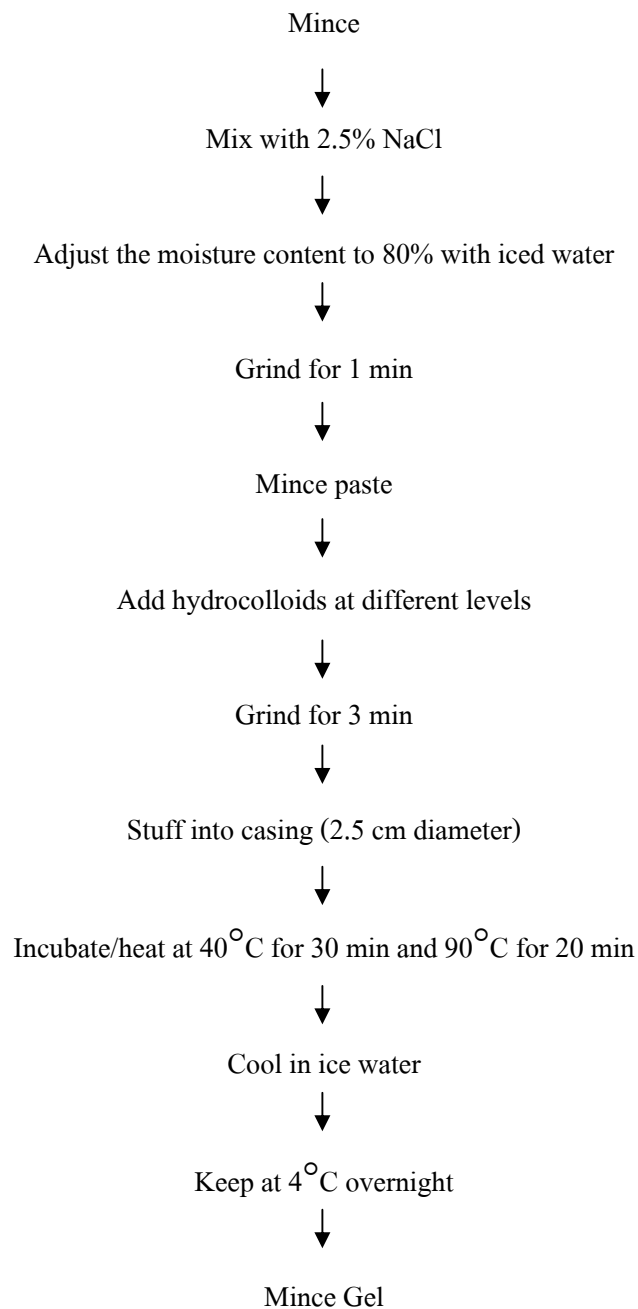 Mince
Mix with 2.5% NaCl
Adjust the moisture content to 80% with iced water
Grind for 1 min
Mince paste
Add hydrocolloids at different levels
Grind for 3 min
Stuff into casing (2.5 cm diameter)
Incubate/heat at 40°C for 30 min and 90°C for 20 min
Cool in ice water
Keep at 4°C overnight
Mince Gel